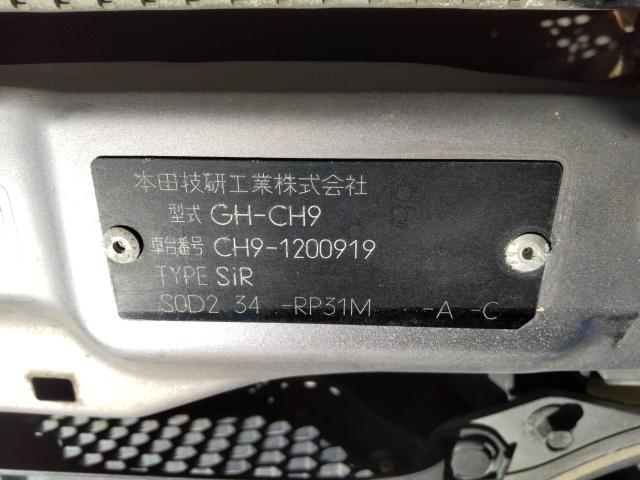 本田技研工業株式会社
型式 GH-CH9
車台番号 CH9-1200919
TYPE SiR
S0D2 34 -RP31M -A -C